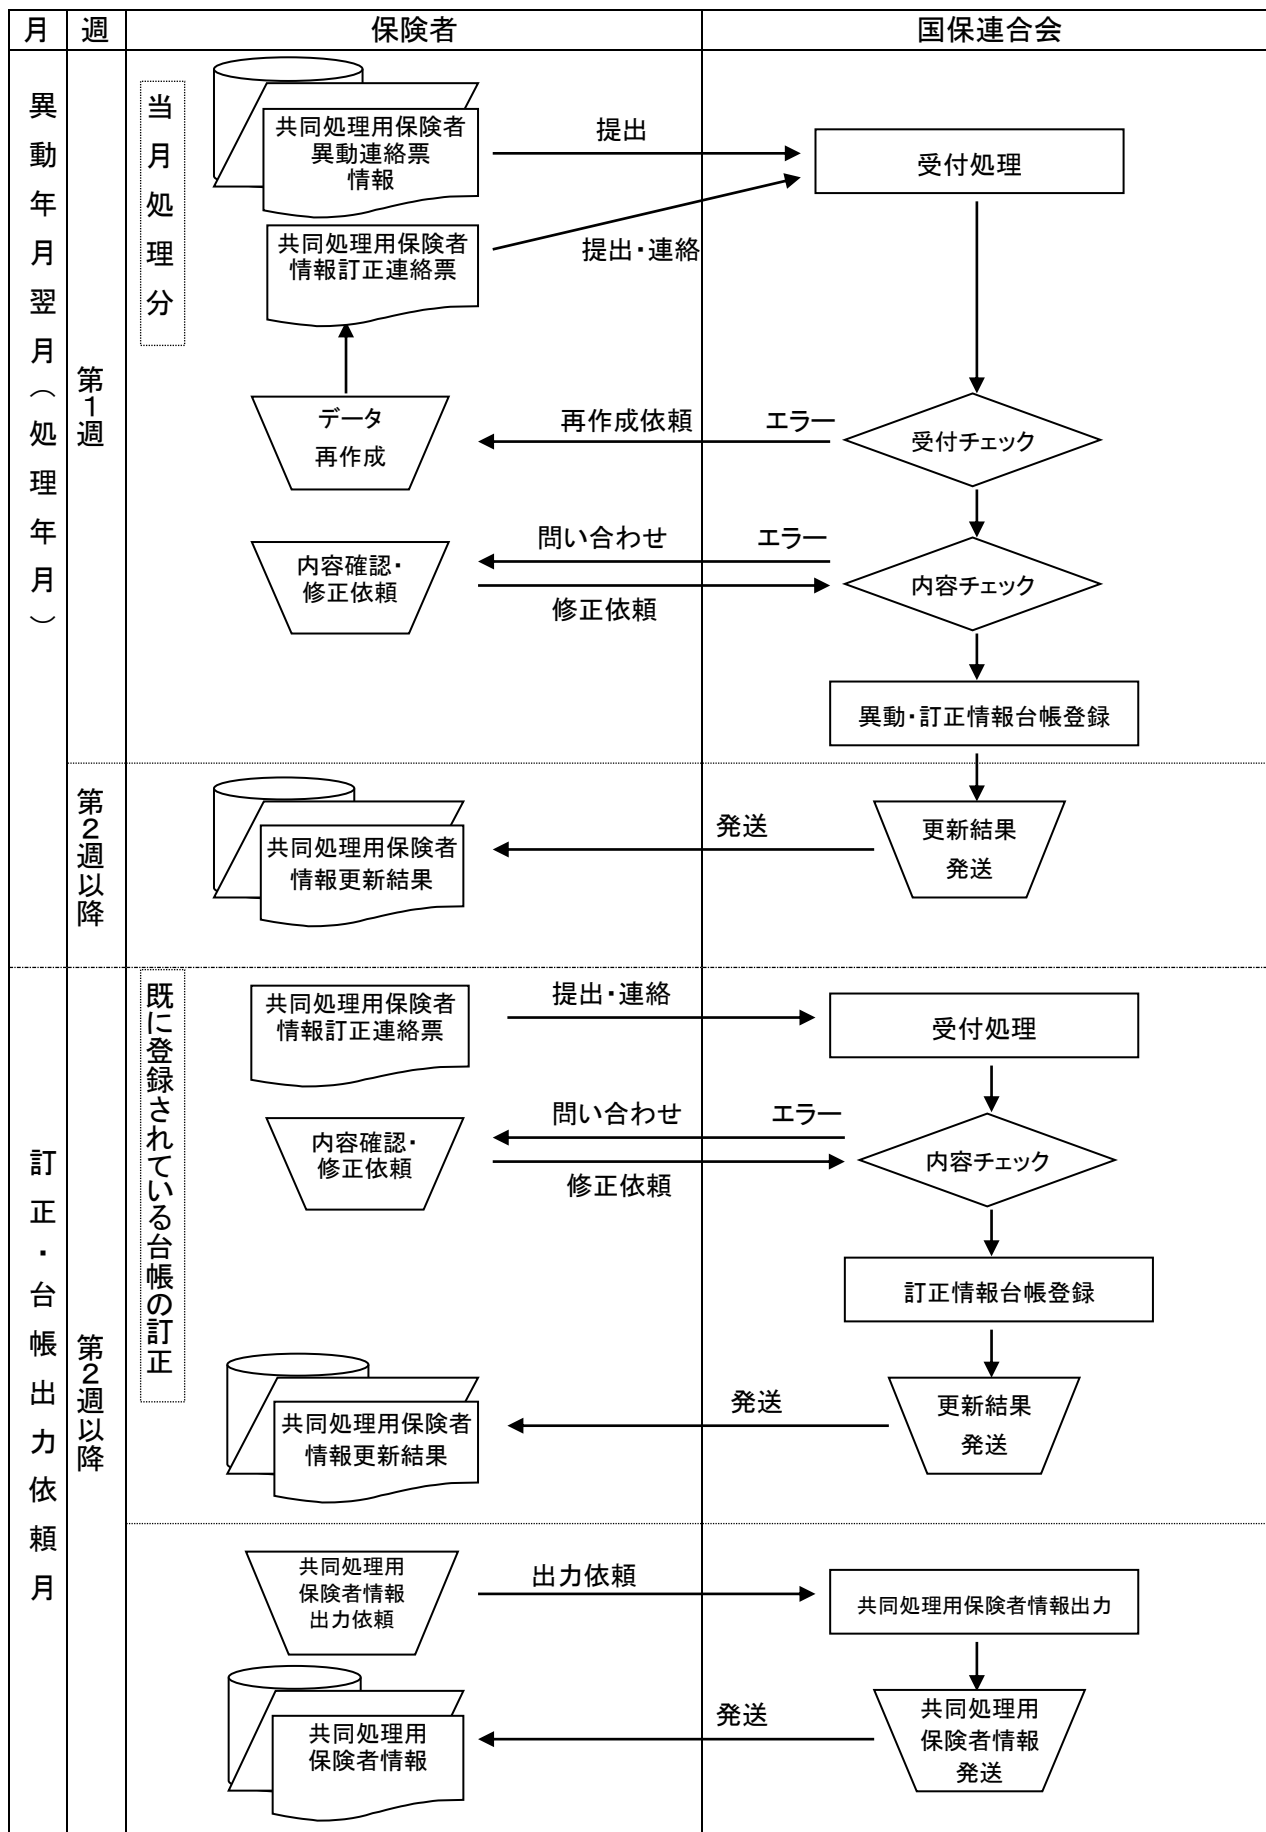 月
週
保険者
国保連合会
異動年月翌月（処理年月）
第1週
当月処理分
共同処理用保険者
異動連絡票
情報
提出
受付処理
共同処理用保険者
情報訂正連絡票
提出・連絡
データ
再作成
再作成依頼
エラー
受付チェック
内容確認・
修正依頼
問い合わせ
エラー
修正依頼
内容チェック
異動・訂正情報台帳登録
第2週以降
共同処理用保険者
情報更新結果
発送
更新結果
発送
訂正・台帳出力依頼月
第2週以降
既に登録されている台帳の訂正
共同処理用保険者
情報訂正連絡票
提出・連絡
受付処理
内容確認・
修正依頼
問い合わせ
エラー
修正依頼
内容チェック
訂正情報台帳登録
共同処理用保険者
情報更新結果
発送
更新結果
発送
共同処理用
保険者情報
出力依頼
出力依頼
共同処理用保険者情報出力
共同処理用
保険者情報
発送
共同処理用
保険者情報
発送